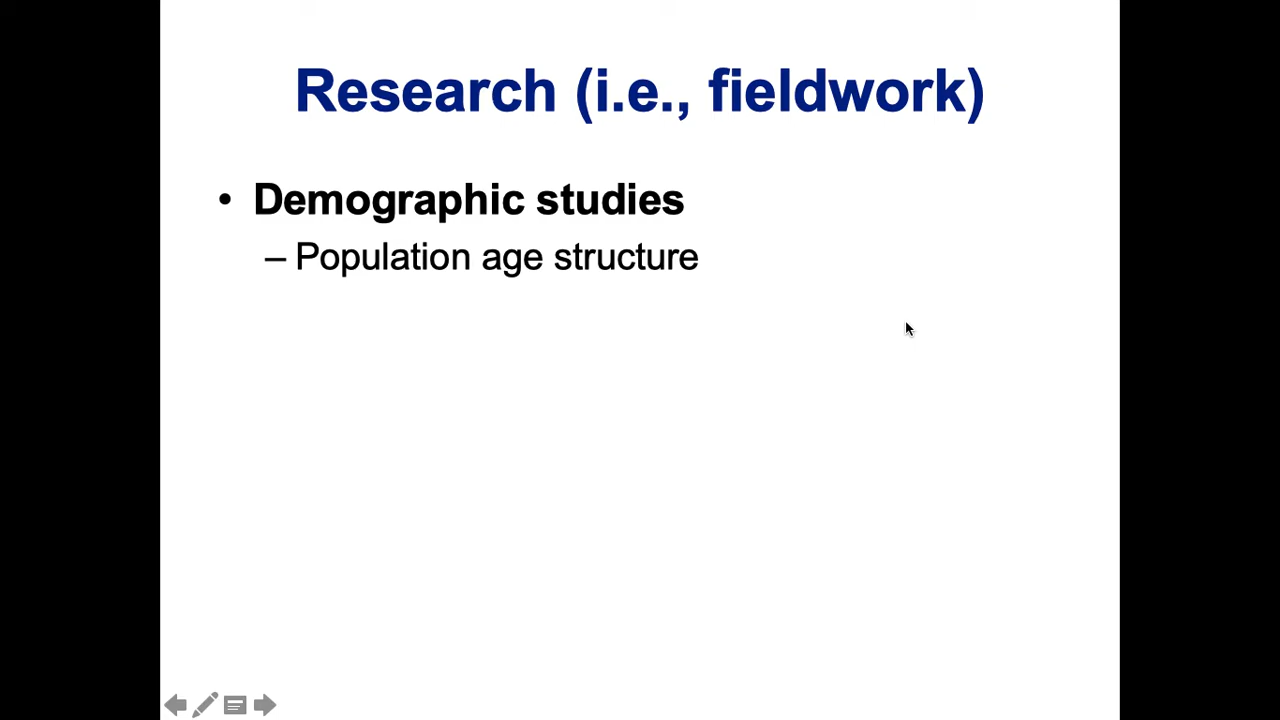 Research (i.e., fieldwork)
• Demographic studies
– Population age structure